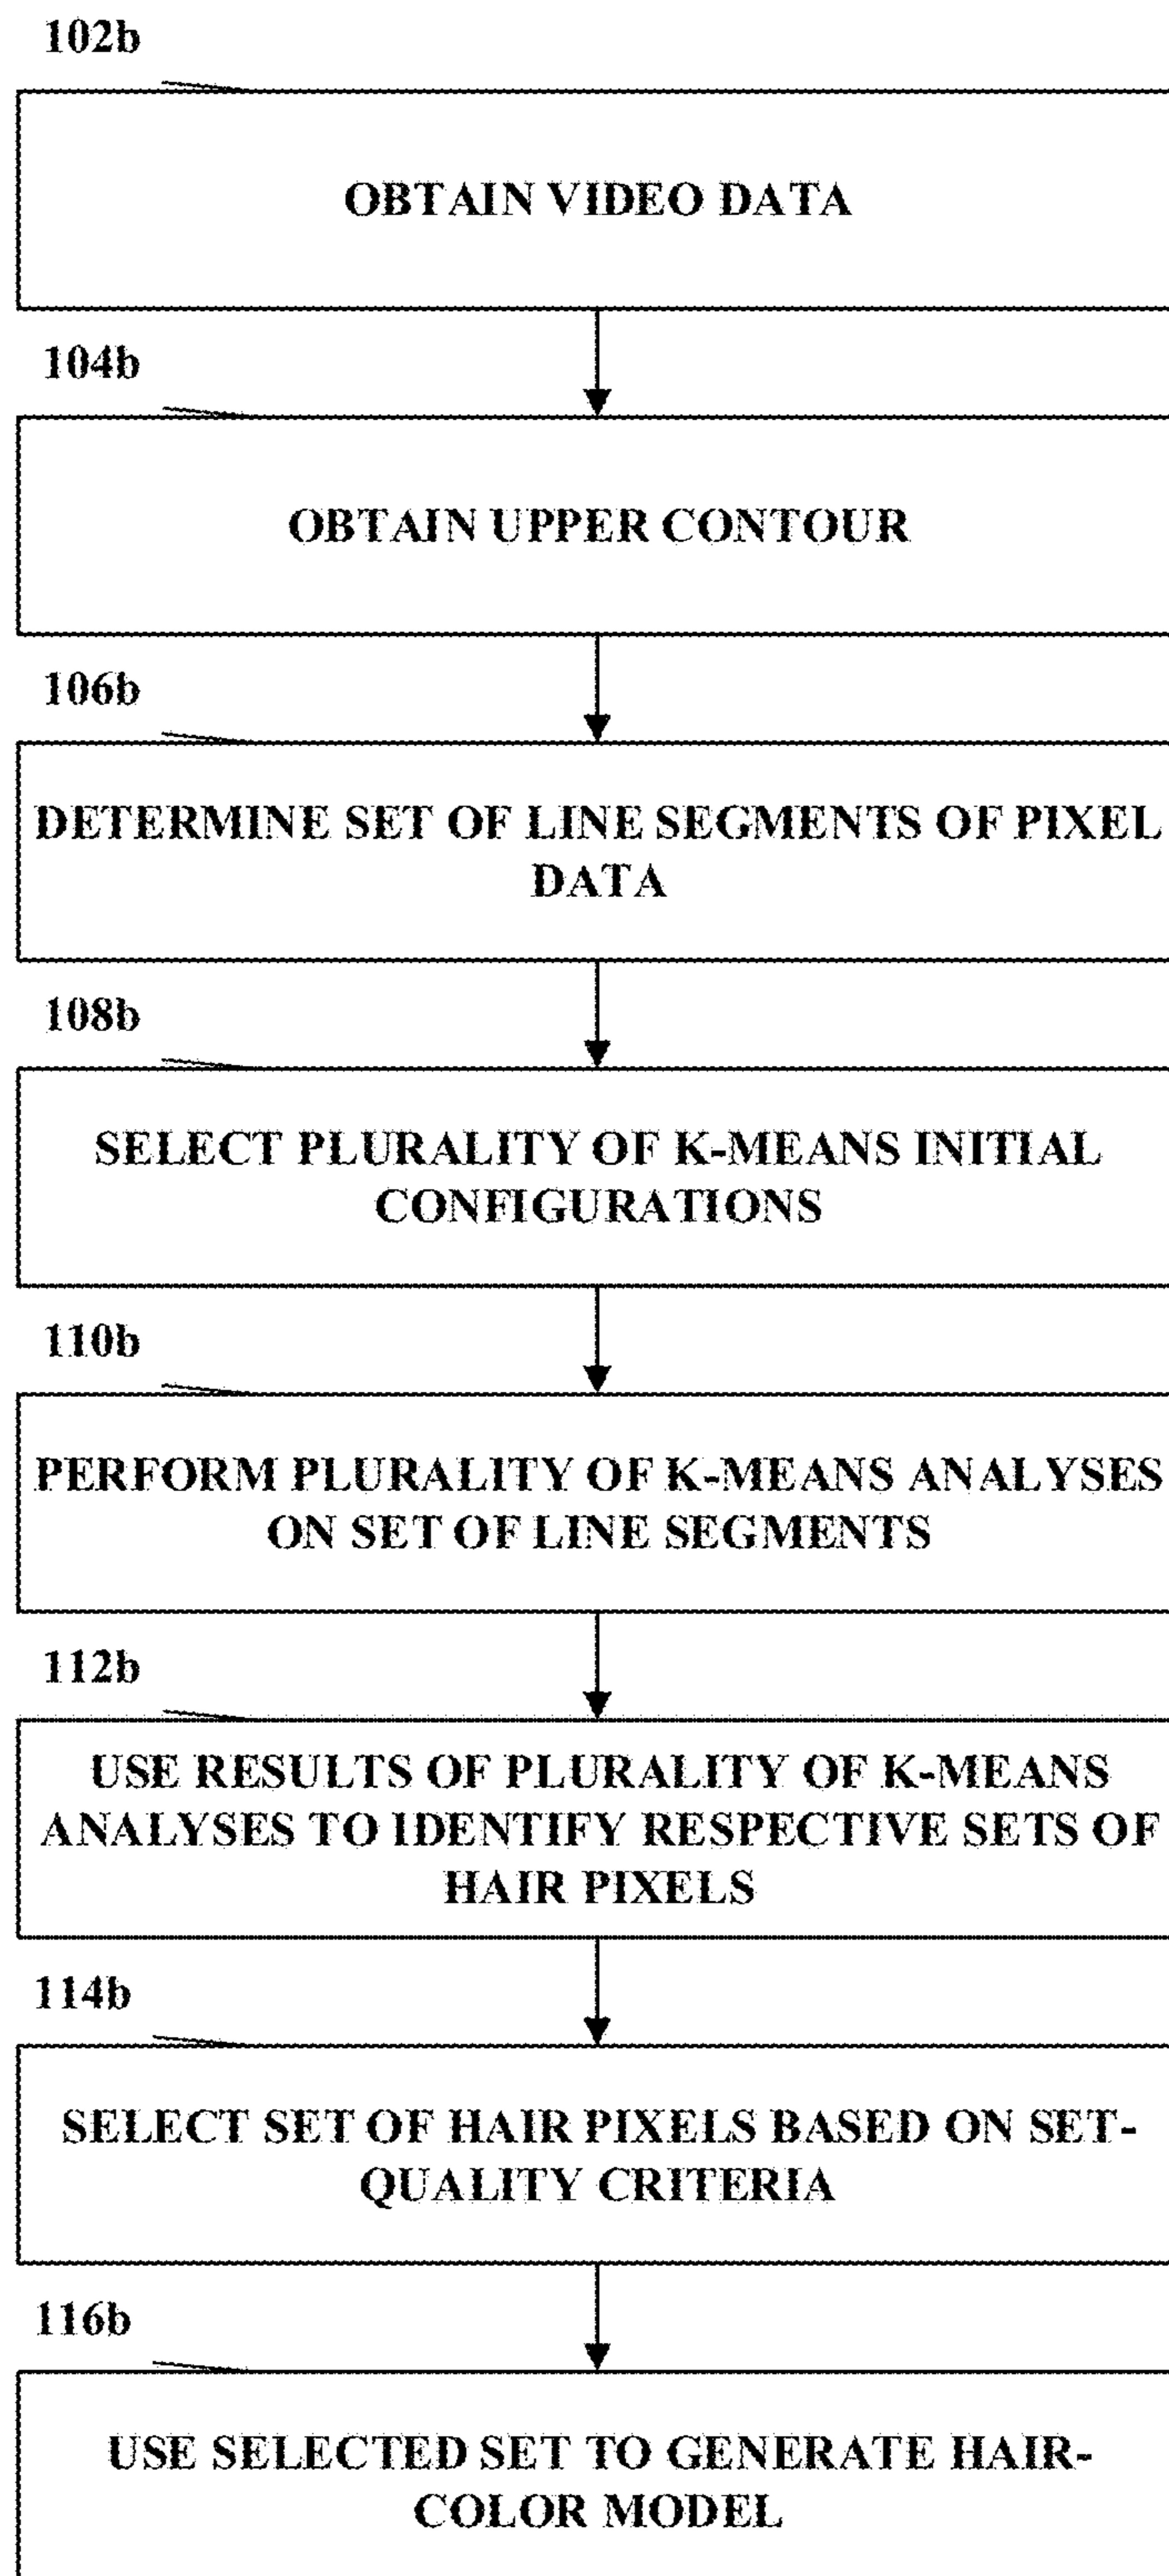 102b
OBTAIN VIDEO DATA
104b
OBTAIN UPPER CONTOUR
106b
DETERMINE SET OF LINE SEGMENTS OF PIXEL
DATA
108b
SELECT PLURALITY OF K-MEANS INITIAL
CONFIGURATIONS
110b
PERFORM PLURALITY OF K-MEANS ANALYSES
ON SET OF LINE SEGMENTS
112b
USE RESULTS OF PLURALITY OF K-MEANS
ANALYSES TO IDENTIFY RESPECTIVE SETS OF
HAIR PIXELS
114b
SELECT SET OF HAIR PIXELS BASED ON SET-
QUALITY CRITERIA
116b
USE SELECTED SET TO GENERATE HAIR-
COLOR MODEL